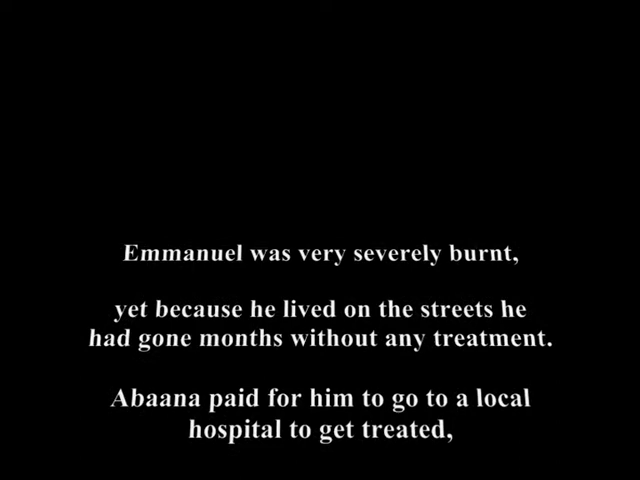 Emmanuel was very severely burnt,
yet because he lived on the streets he
had gone months without any treatment.
Abaana paid for him to go to a local
hospital to get treated,